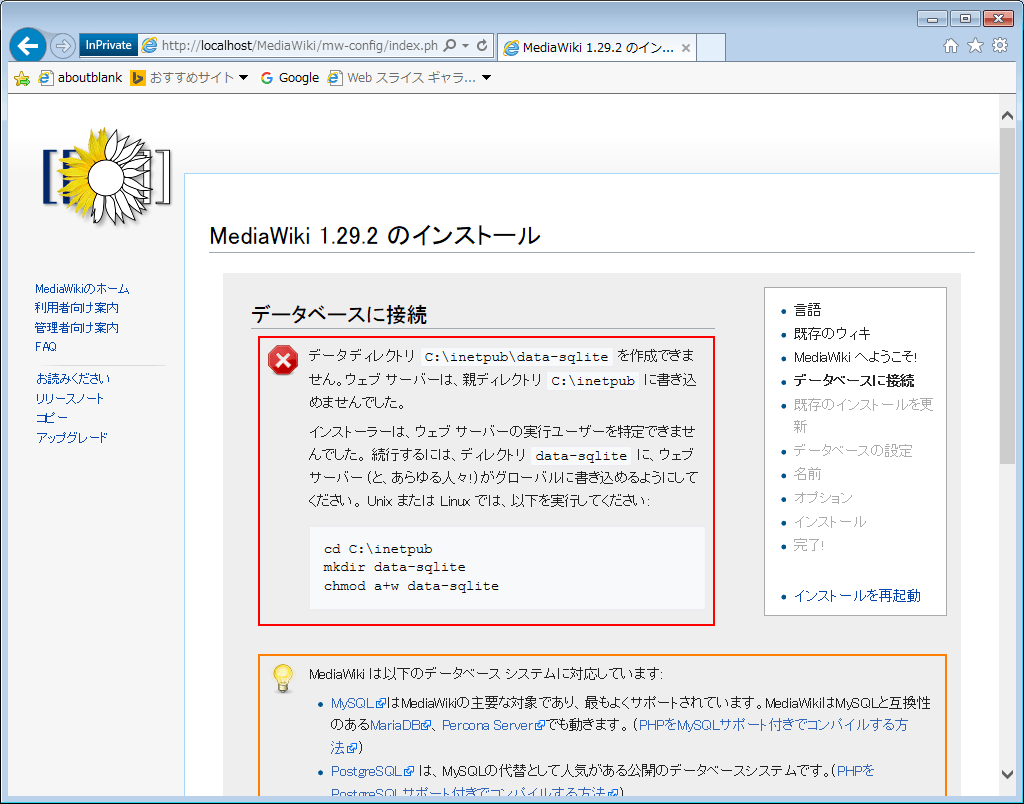 InPrivate
http://localhost/MediaWiki/mw-config/index.ph
MediaWiki 1.29.2 のイン...
aboutblank
おすすめサイト
Google
Web スライス ギャラ...
MediaWikiのホーム
利用者向け案内
管理者向け案内
FAQ
お読みください
リリースノート
コピー
アップグレード
MediaWiki 1.29.2 のインストール
データベースに接続
データディレクトリ C:\inetpub\data-sqlite を作成できま
せん。ウェブ サーバーは、親ディレクトリ C:\inetpub に書き込
めませんでした。
インストーラーは、ウェブ サーバーの実行ユーザーを特定できませ
んでした。続行するには、ディレクトリ data-sqlite に、ウェブ
サーバー (と、あらゆる人々!) がグローバルに書き込めるようにして
ください。Unix または Linux では、以下を実行してください:
cd C:\inetpub
mkdir data-sqlite
chmod a+w data-sqlite
言語
既存のウィキ
MediaWiki へようこそ!
データベースに接続
既存のインストールを更
新
データベースの設定
名前
オプション
インストール
完了!
インストールを再起動
MediaWiki は以下のデータベース システムに対応しています:
MySQLはMediaWikiの主要な対象であり、最もよくサポートされています。MediaWikiはMySQLと互換性
のあるMariaDB、Percona Serverでも動きます。(PHPをMySQLサポート付きでコンパイルする方
法)
PostgreSQL は、MySQLの代替として人気がある公開のデータベースシステムです。(PHPを
PostgreSQLサポート付きでコンパイルする方法)